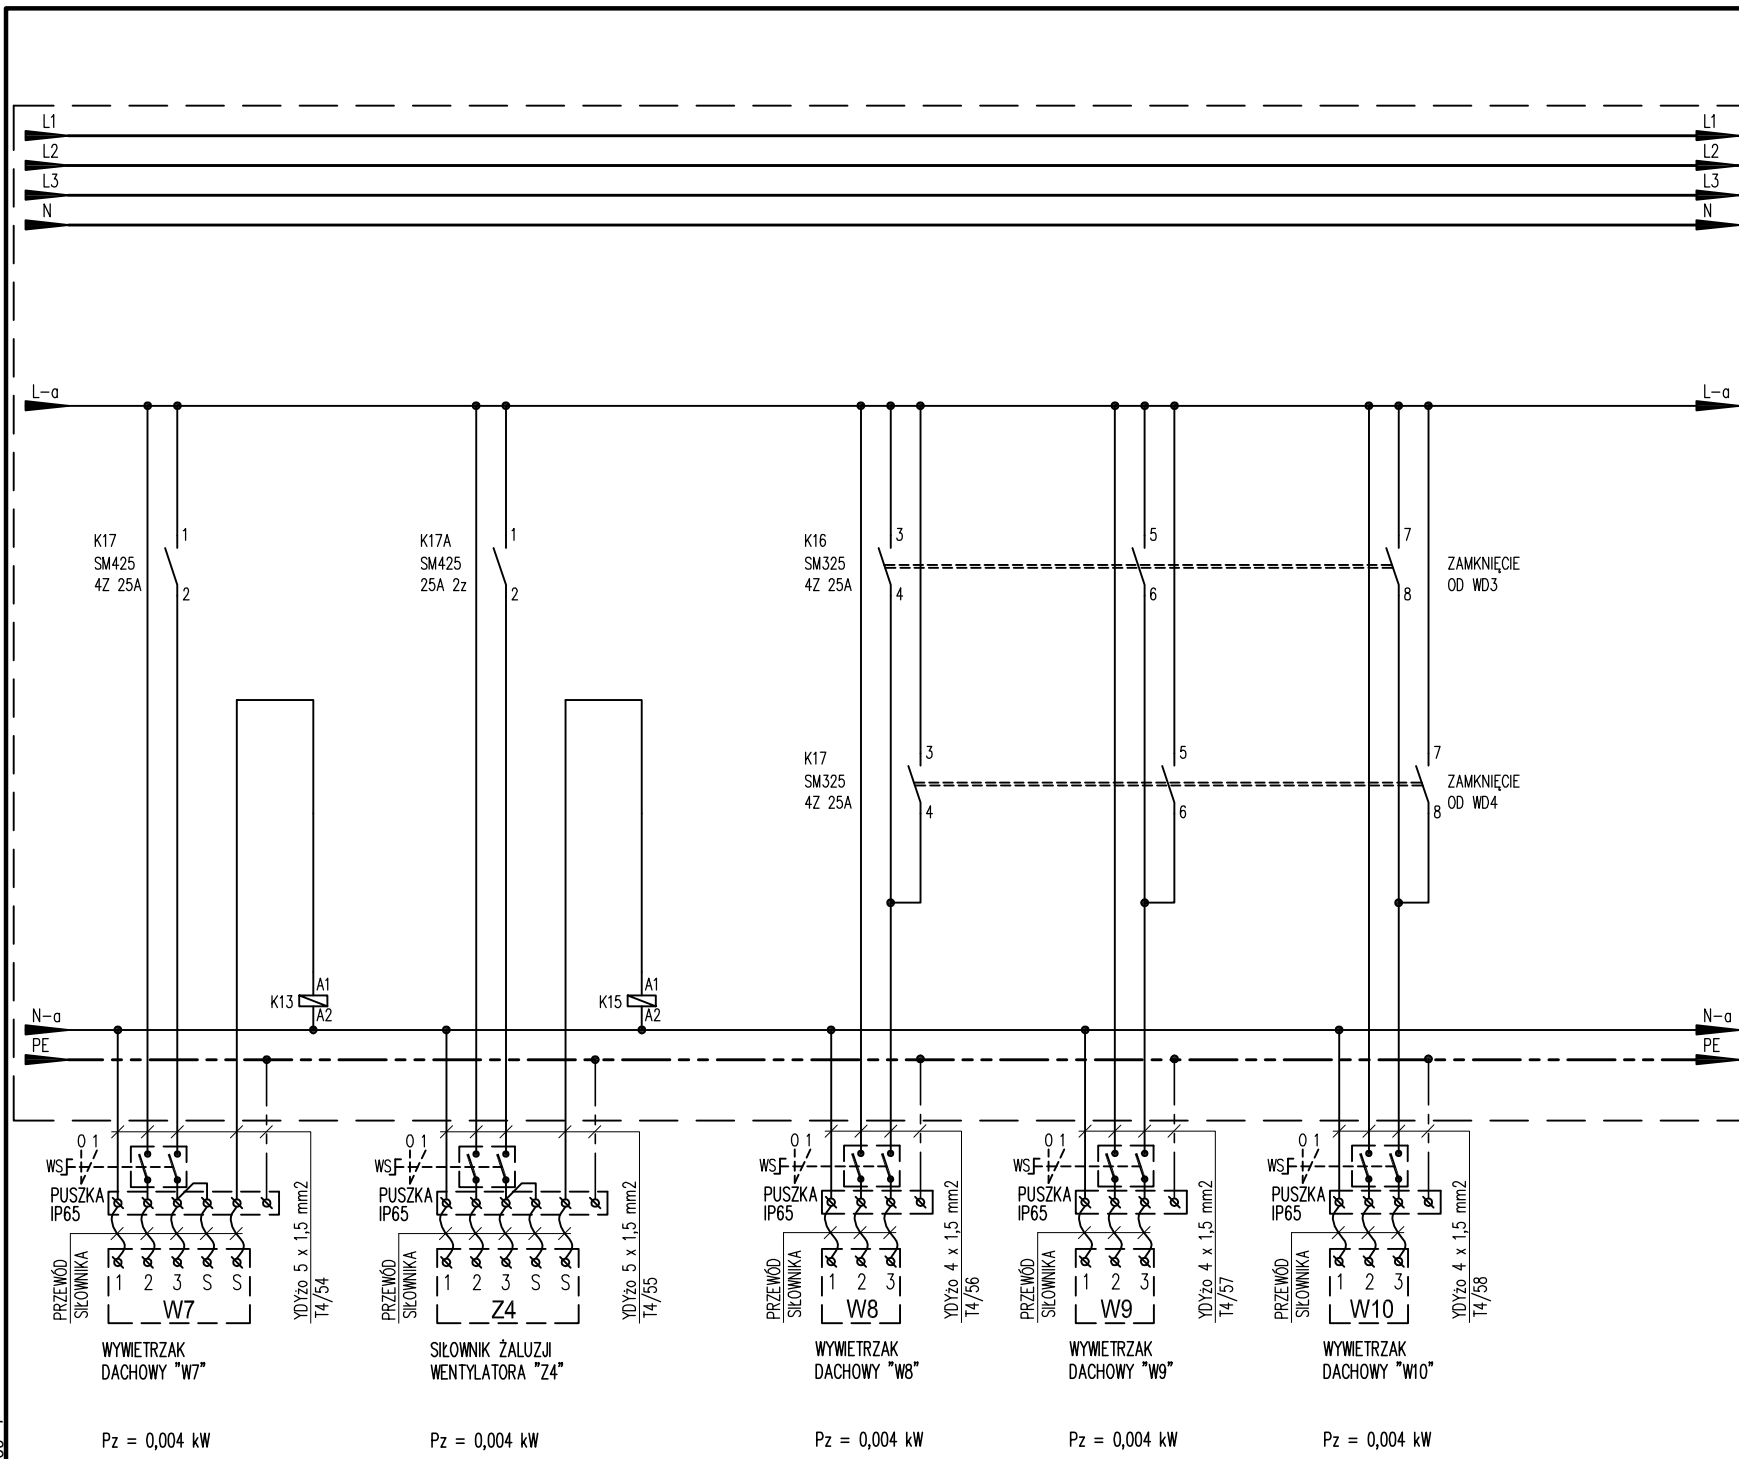 L1
L1
L2
L2
L3
L3
N
N
L-a
L-a
K17
SM425
4Z 25A
1
2
K17A
SM425
25A 2z
1
2
K16
SM325
4Z 25A
3
4
5
6
7
8
ZAMKNIĘCIE
OD WD3
K17
SM325
4Z 25A
3
4
5
6
7
8
ZAMKNIĘCIE
OD WD4
K13
A1
A2
K15
A1
A2
N-a
N-a
PE
PE
0 1
WS
PUSZKA
IP65
PRZEWÓD
SIŁOWNIKA
1 2 3 S S
W7
YDYżo 5 x 1,5 mm2
T4/54
WYWIETRZAK
DACHOWY "W7"
Pz = 0,004 kW
0 1
WS
PUSZKA
IP65
PRZEWÓD
SIŁOWNIKA
1 2 3 S S
Z4
YDYżo 5 x 1,5 mm2
T4/55
SIŁOWNIK ŻALUZJI
WENTYLATORA "Z4"
Pz = 0,004 kW
0 1
WS
PUSZKA
IP65
PRZEWÓD
SIŁOWNIKA
1 2 3
W8
YDYżo 4 x 1,5 mm2
T4/56
WYWIETRZAK
DACHOWY "W8"
Pz = 0,004 kW
0 1
WS
PUSZKA
IP65
PRZEWÓD
SIŁOWNIKA
1 2 3
W9
YDYżo 4 x 1,5 mm2
T4/57
WYWIETRZAK
DACHOWY "W9"
Pz = 0,004 kW
0 1
WS
PUSZKA
IP65
PRZEWÓD
SIŁOWNIKA
1 2 3
W10
YDYżo 4 x 1,5 mm2
T4/58
WYWIETRZAK
DACHOWY "W10"
Pz = 0,004 kW